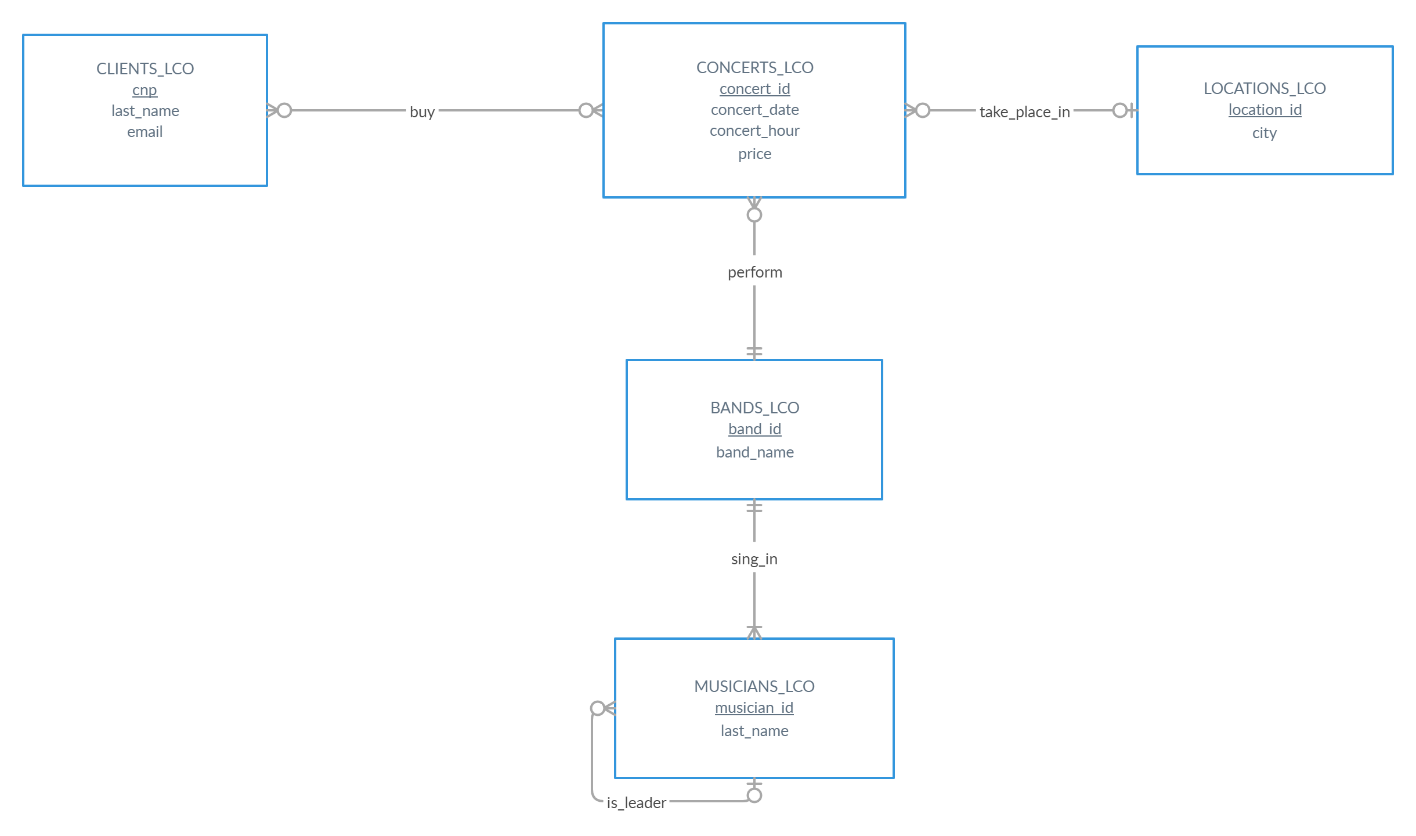 CLIENTS_LCO
cnp
last_name
email
buy
CONCERTS_LCO
concert_id
concert_date
concert_hour
price
take_place_in
LOCATIONS_LCO
location_id
city
perform
BANDS_LCO
band_id
band_name
sing_in
MUSICIANS_LCO
musician_id
last_name
is_leader